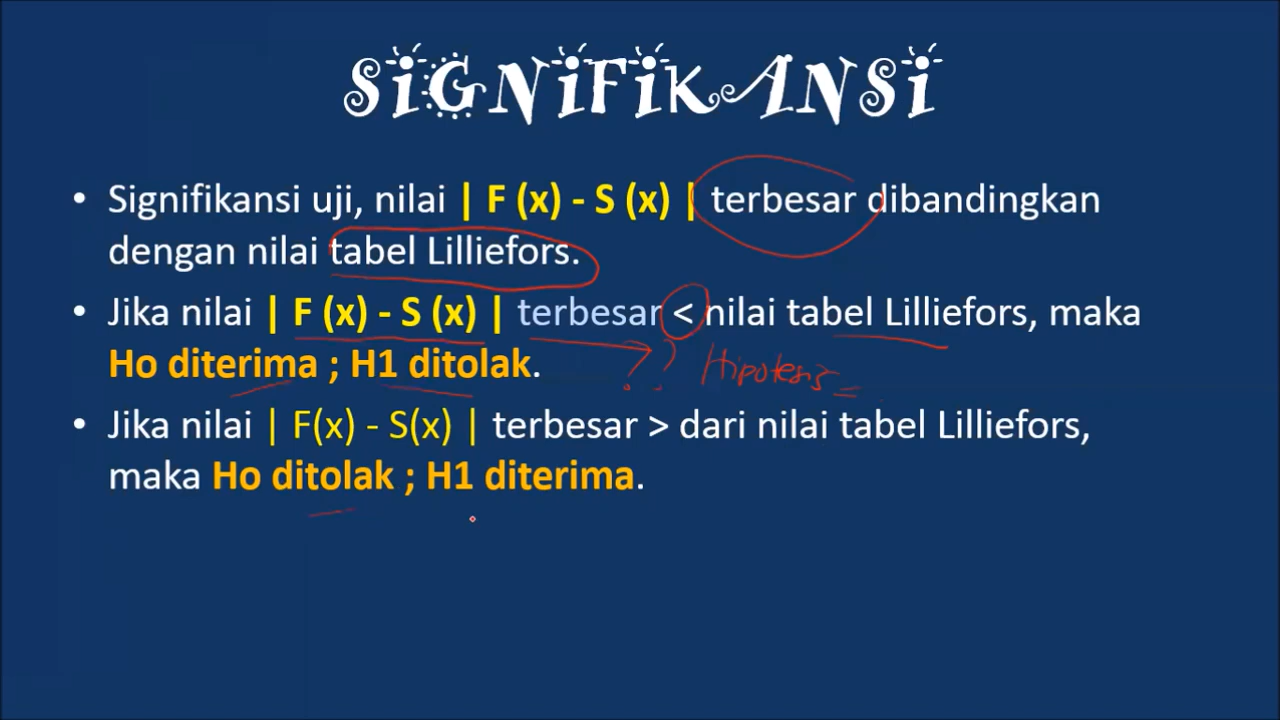 SIGNIFIKANSI
• Signifikansi uji, nilai | F (x) - S (x) | terbesar dibandingkan
dengan nilai tabel Lilliefors.
• Jika nilai | F (x) - S (x) | terbesar < nilai tabel Lilliefors, maka
Ho diterima ; H1 ditolak.
?? Hipotesis
• Jika nilai | F(x) - S(x) | terbesar > dari nilai tabel Lilliefors,
maka Ho ditolak ; H1 diterima.